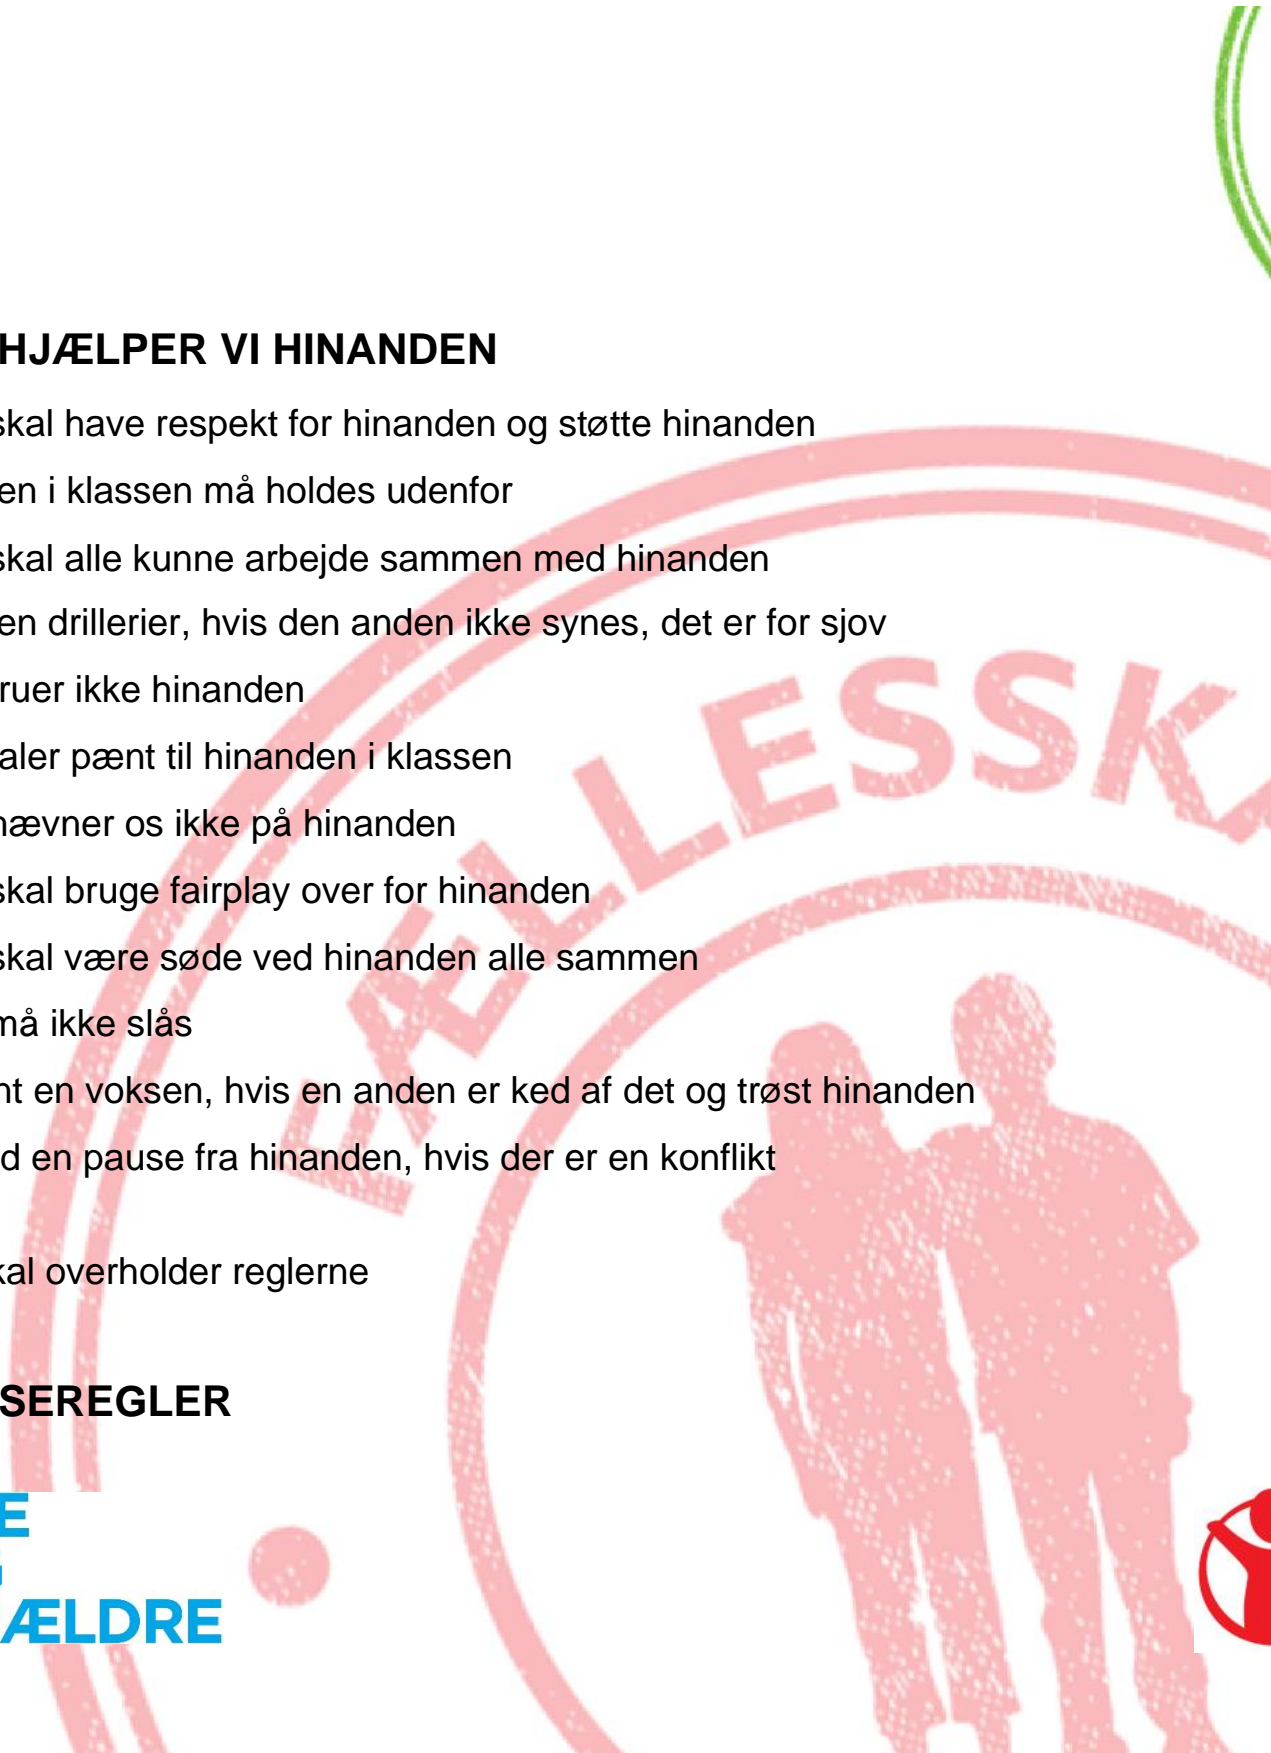 HJÆLPER VI HINANDEN
skal have respekt for hinanden og støtte hinanden
en i klassen må holdes udenfor
skal alle kunne arbejde sammen med hinanden
en drillerier, hvis den anden ikke synes, det er for sjov
ruer ikke hinanden
aler pænt til hinanden i klassen
hævner os ikke på hinanden
skal bruge fairplay over for hinanden
skal være søde ved hinanden alle sammen
må ikke slås
nt en voksen, hvis en anden er ked af det og trøst hinanden
d en pause fra hinanden, hvis der er en konflikt
kal overholder reglerne
SEREGLER
FÆLLESSKA
E
ÆLDRE